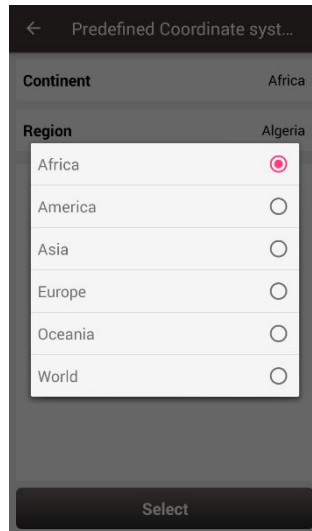 Predefined Coordinate syst...
Continent Africa
Region Algeria
Africa
America
Asia
Europe
Oceania
World
Select